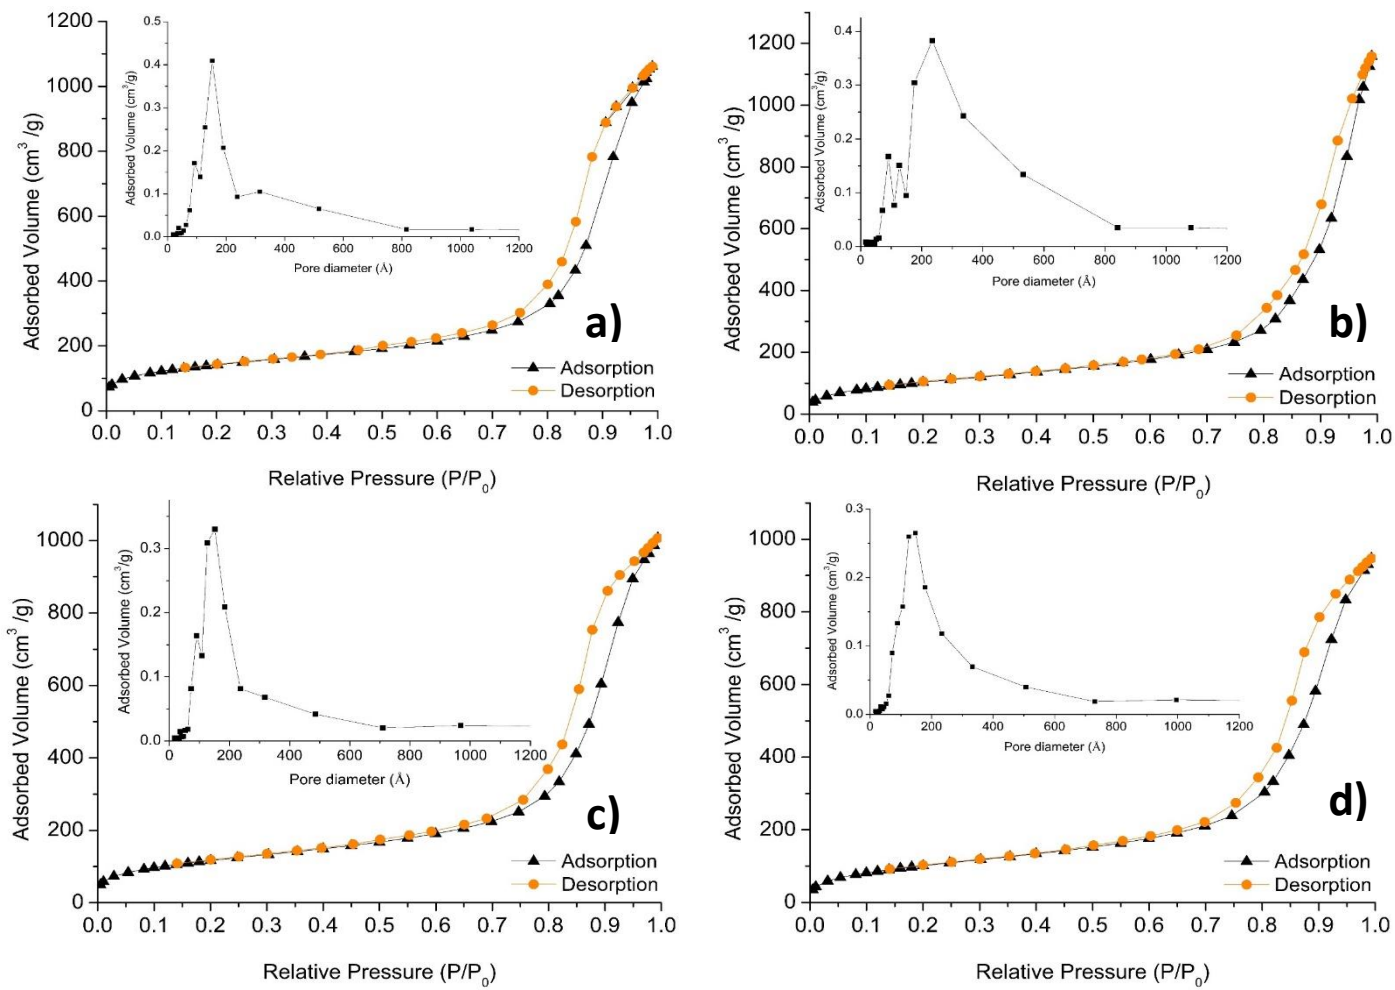 Adsorbed Volume (cm³ /g)
1200
1000
800
600
400
200
0
0.0 0.1 0.2 0.3 0.4 0.5 0.6 0.7 0.8 0.9 1.0
Relative Pressure (P/P₀)
Adsorbed Volume (cm³/g)
0.5
0.4
0.3
0.2
0.1
0.0
0 200 400 600 800 1000 1200
Pore diameter (Å)
a)
Adsorption
Desorption
Adsorbed Volume (cm³ /g)
1200
1000
800
600
400
200
0
0.0 0.1 0.2 0.3 0.4 0.5 0.6 0.7 0.8 0.9 1.0
Relative Pressure (P/P₀)
Adsorbed Volume (cm³/g)
0.4
0.3
0.2
0.1
0.0
0 200 400 600 800 1000 1200
Pore diameter (Å)
b)
Adsorption
Desorption
Adsorbed Volume (cm³ /g)
1000
800
600
400
200
0
0.0 0.1 0.2 0.3 0.4 0.5 0.6 0.7 0.8 0.9 1.0
Relative Pressure (P/P₀)
Adsorbed Volume (cm³/g)
0.3
0.2
0.1
0.0
0 200 400 600 800 1000 1200
Pore diameter (Å)
c)
Adsorption
Desorption
Adsorbed Volume (cm³ /g)
1000
800
600
400
200
0
0.0 0.1 0.2 0.3 0.4 0.5 0.6 0.7 0.8 0.9 1.0
Relative Pressure (P/P₀)
Adsorbed Volume (cm³/g)
0.3
0.2
0.1
0.0
0 200 400 600 800 1000 1200
Pore diameter (Å)
d)
Adsorption
Desorption